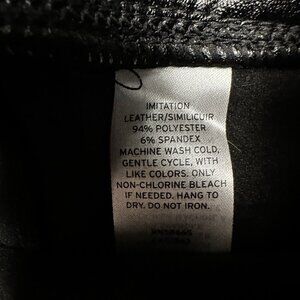 IMITATION
LEATHER/SIMILICUIR
94% POLYESTER
6% SPANDEX
MACHINE WASH COLD,
GENTLE CYCLE, WITH
LIKE COLORS. ONLY
NON-CHLORINE BLEACH
IF NEEDED. HANG TO
DRY. DO NOT IRON.